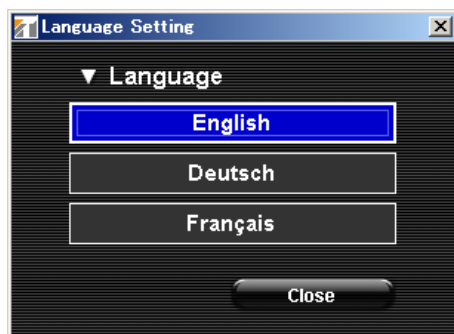 Language Setting
▼ Language
English
Deutsch
Français
Close